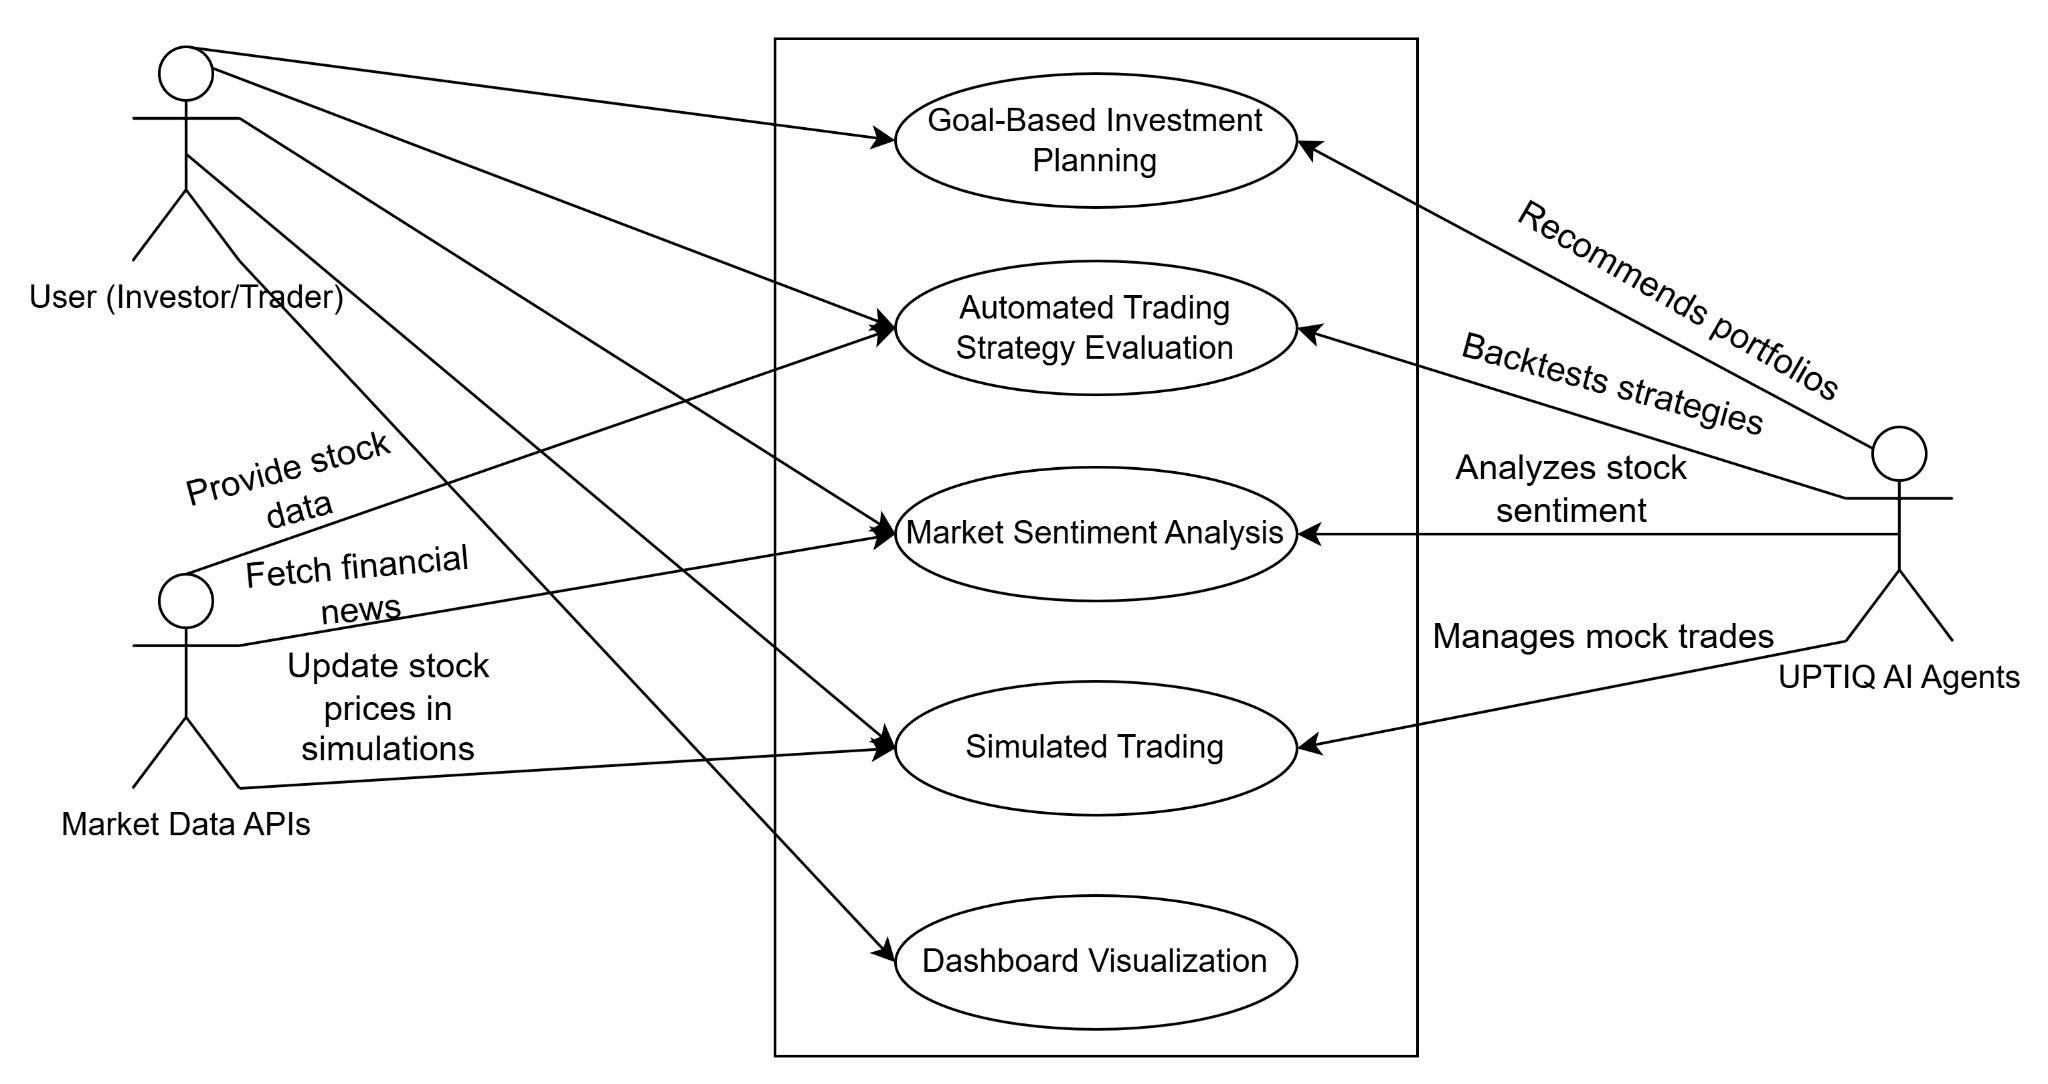 Goal-Based Investment
Planning
User (Investor/Trader)
Recommends portfolios
Automated Trading
Strategy Evaluation
Backtests strategies
Provide stock
data
Analyzes stock
sentiment
Market Sentiment Analysis
Fetch financial
news
Manages mock trades
UPTIQ AI Agents
Update stock
prices in
simulations
Simulated Trading
Market Data APIs
Dashboard Visualization